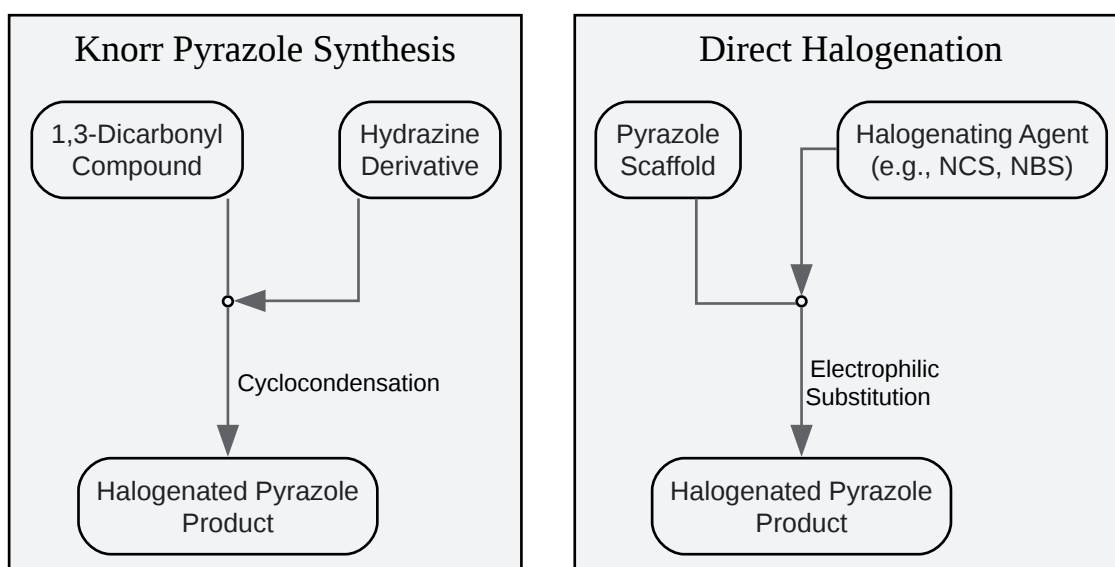 Knorr Pyrazole Synthesis
1,3-Dicarbonyl
Compound
Hydrazine
Derivative
Cyclocondensation
Halogenated Pyrazole
Product
Direct Halogenation
Pyrazole
Scaffold
Halogenating Agent
(e.g., NCS, NBS)
Electrophilic
Substitution
Halogenated Pyrazole
Product